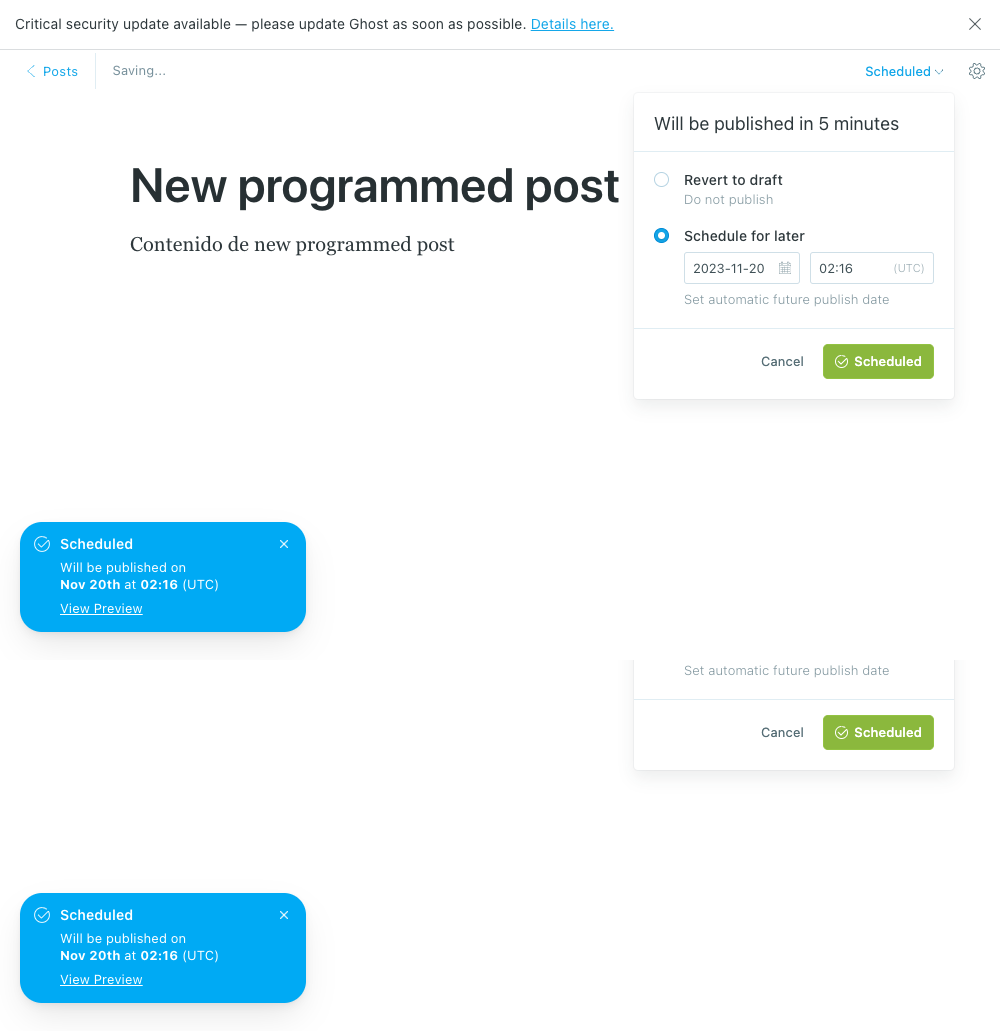 Critical security update available — please update Ghost as soon as possible. Details here.
Posts
Saving...
Scheduled
Will be published in 5 minutes
New programmed post
Revert to draft
Do not publish
Contenido de new programmed post
Schedule for later
2023-11-20
02:16
(UTC)
Set automatic future publish date
Cancel
Scheduled
Scheduled
Will be published on
Nov 20th at 02:16 (UTC)
View Preview
Set automatic future publish date
Cancel
Scheduled
Scheduled
Will be published on
Nov 20th at 02:16 (UTC)
View Preview